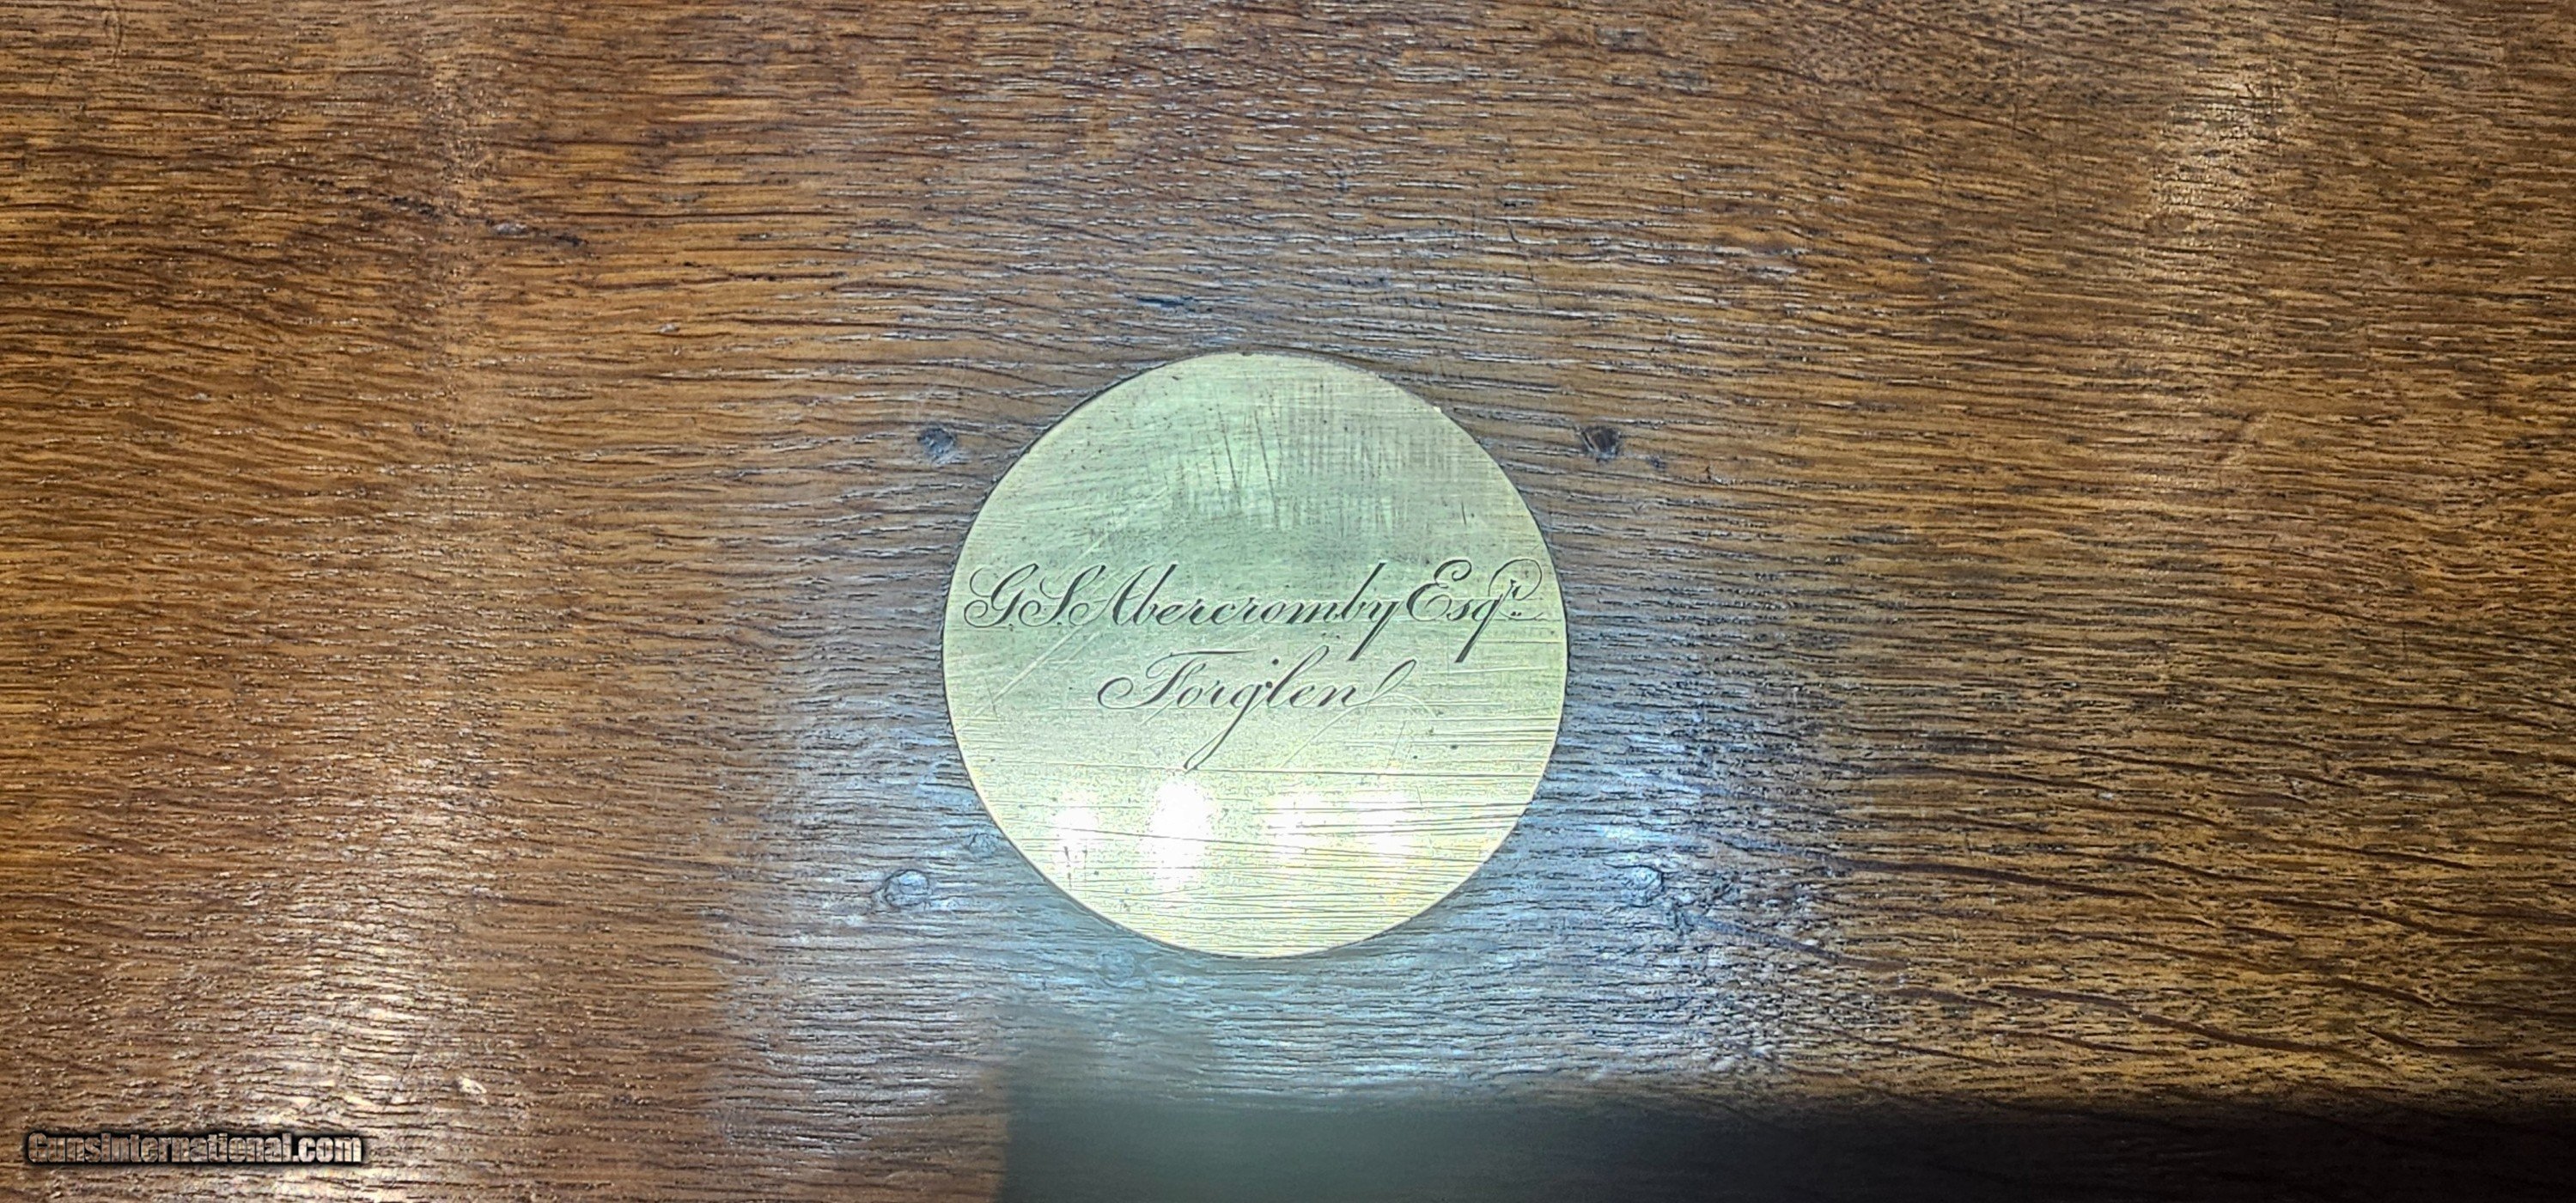 G.S. Abercromby Esqr.
Forglen
GunsInternational.com